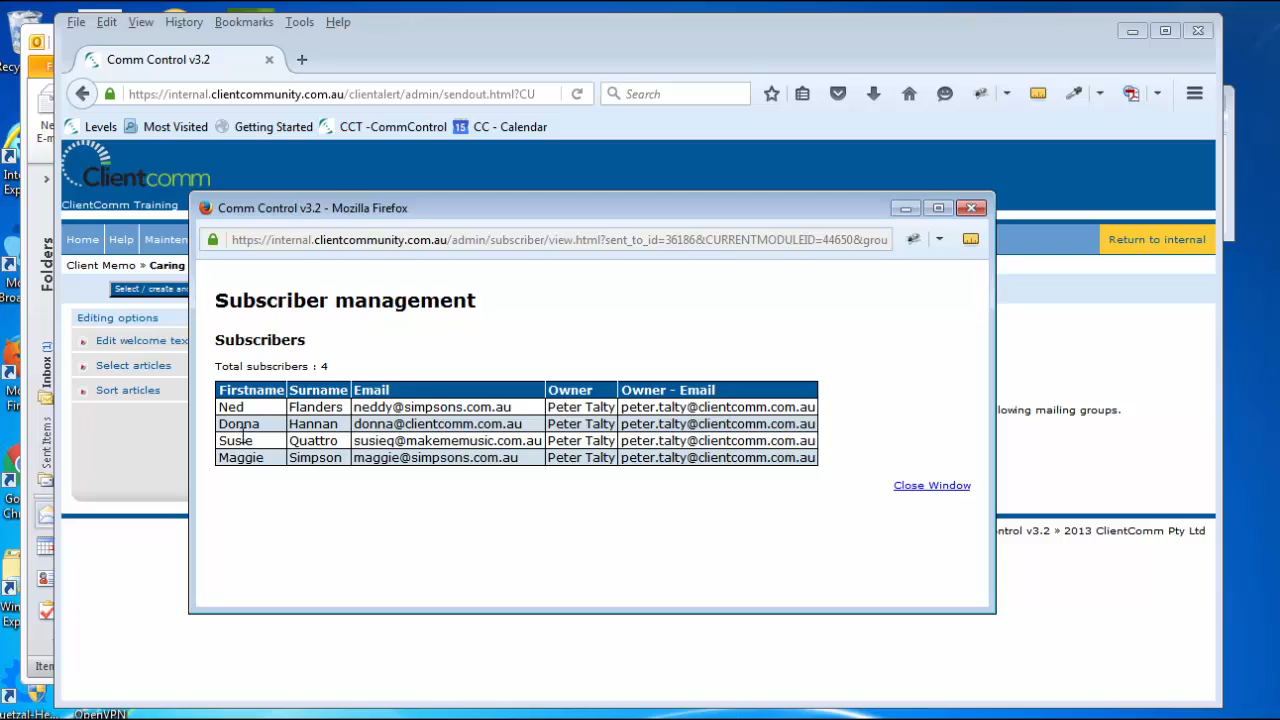 File Edit View History Bookmarks Tools Help
Comm Control v3.2
https://internal.clientcommunity.com.au/clientalert/admin/sendout.html?CU
Search
Levels Most Visited Getting Started CCT -CommControl 15 CC - Calendar
Clientcomm
ClientComm Training
Home Help Mainten
Return to internal
Client Memo » Caring
Select / create an
Editing options
Edit welcome tex
Select articles
Sort articles
Comm Control v3.2 - Mozilla Firefox
https://internal.clientcommunity.com.au/admin/subscriber/view.html?sent_to_id=36186&CURRENTMODULEID=44650&grou
Subscriber management
Subscribers
Total subscribers : 4
Firstname Surname Email Owner Owner - Email
Ned Flanders neddy@simpsons.com.au Peter Talty peter.talty@clientcomm.com.au
Donna Hannan donna@clientcomm.com.au Peter Talty peter.talty@clientcomm.com.au
Susie Quattro susieq@makememusic.com.au Peter Talty peter.talty@clientcomm.com.au
Maggie Simpson maggie@simpsons.com.au Peter Talty peter.talty@clientcomm.com.au
Close Window
lowing mailing groups.
ntrol v3.2 » 2013 ClientComm Pty Ltd
Folders
Inbox (1)
Sent Items
Item
OpenVPN